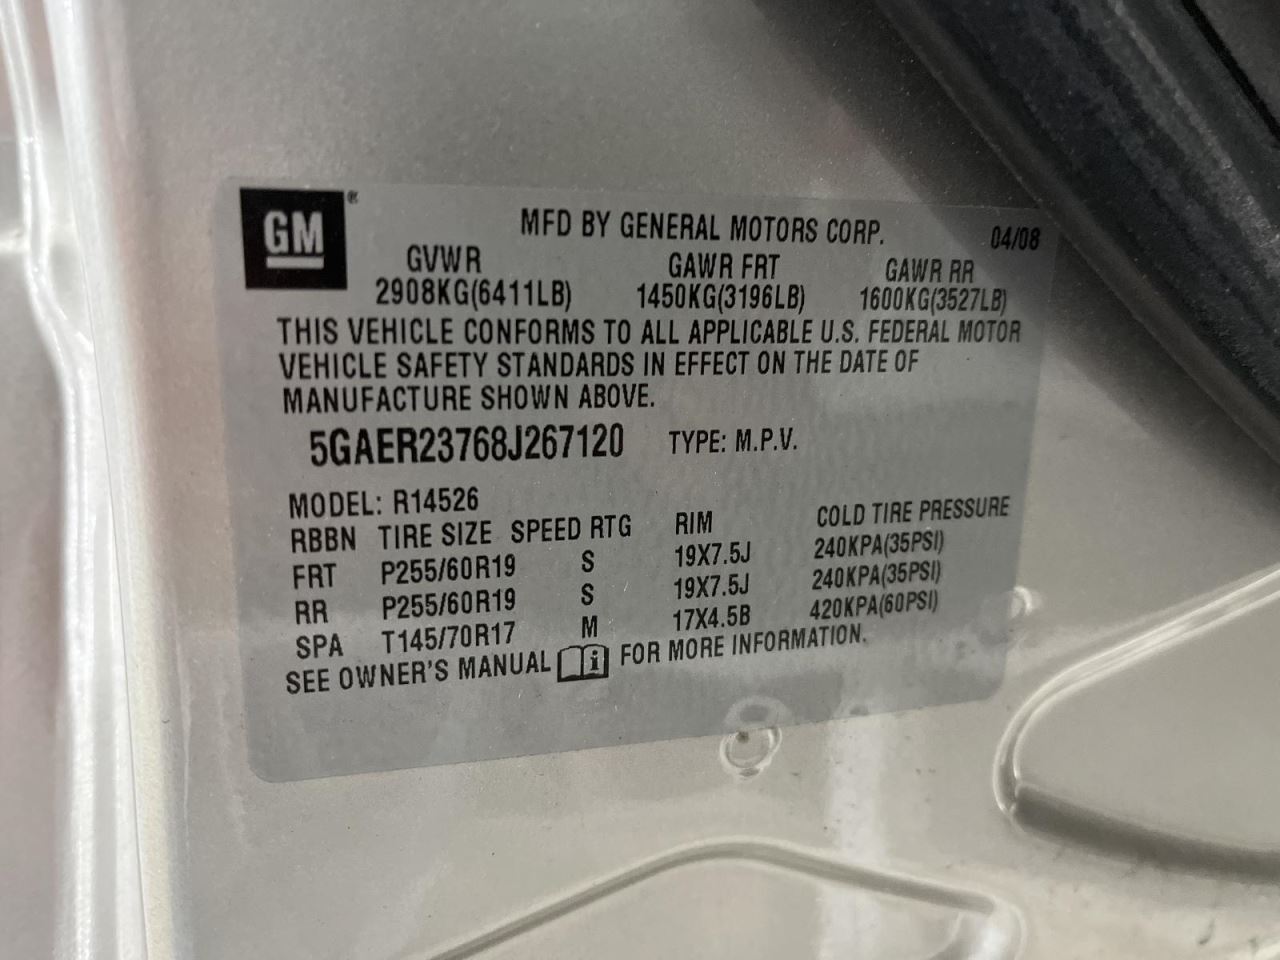 GM®
MFD BY GENERAL MOTORS CORP. 04/08
GVWR GAWR FRT GAWR RR
2908KG(6411LB) 1450KG(3196LB) 1600KG(3527LB)
THIS VEHICLE CONFORMS TO ALL APPLICABLE U.S. FEDERAL MOTOR
VEHICLE SAFETY STANDARDS IN EFFECT ON THE DATE OF
MANUFACTURE SHOWN ABOVE.
5GAER23768J267120 TYPE: M.P.V.
MODEL: R14526
RBBN TIRE SIZE SPEED RTG RIM COLD TIRE PRESSURE
FRT P255/60R19 S 19X7.5J 240KPA(35PSI)
RR P255/60R19 S 19X7.5J 240KPA(35PSI)
SPA T145/70R17 M 17X4.5B 420KPA(60PSI)
SEE OWNER'S MANUAL i FOR MORE INFORMATION.